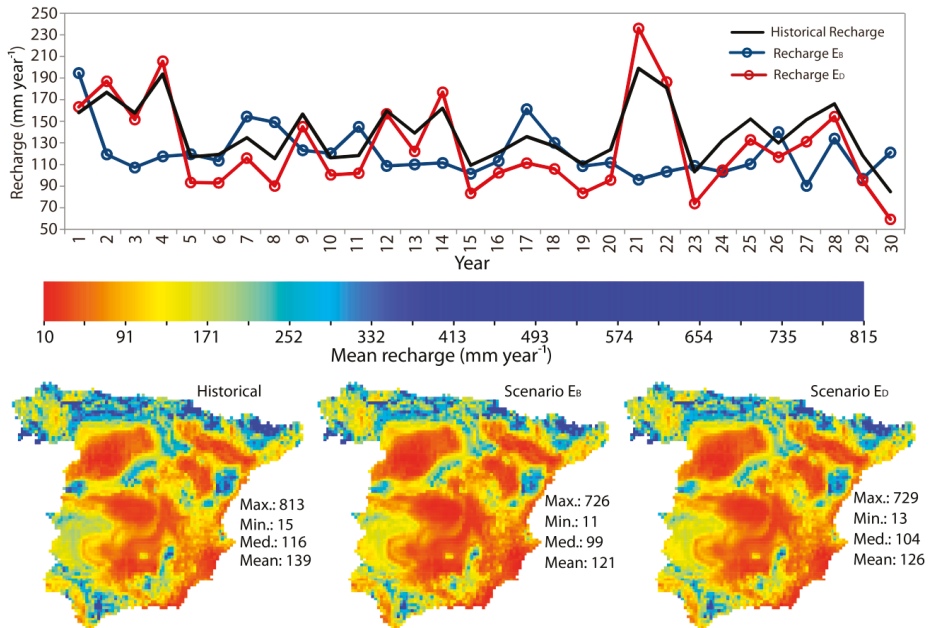 250
230
210
190
170
150
130
110
90
70
50
Recharge (mm year-1)
Historical Recharge
Recharge EB
Recharge ED
1 2 3 4 5 6 7 8 9 10 11 12 13 14 15 16 17 18 19 20 21 22 23 24 25 26 27 28 29 30
Year
10 91 171 252 332 413 493 574 654 735 815
Mean recharge (mm year-1)
Historical
Max.: 813
Min.: 15
Med.: 116
Mean: 139
Scenario EB
Max.: 726
Min.: 11
Med.: 99
Mean: 121
Scenario ED
Max.: 729
Min.: 13
Med.: 104
Mean: 126